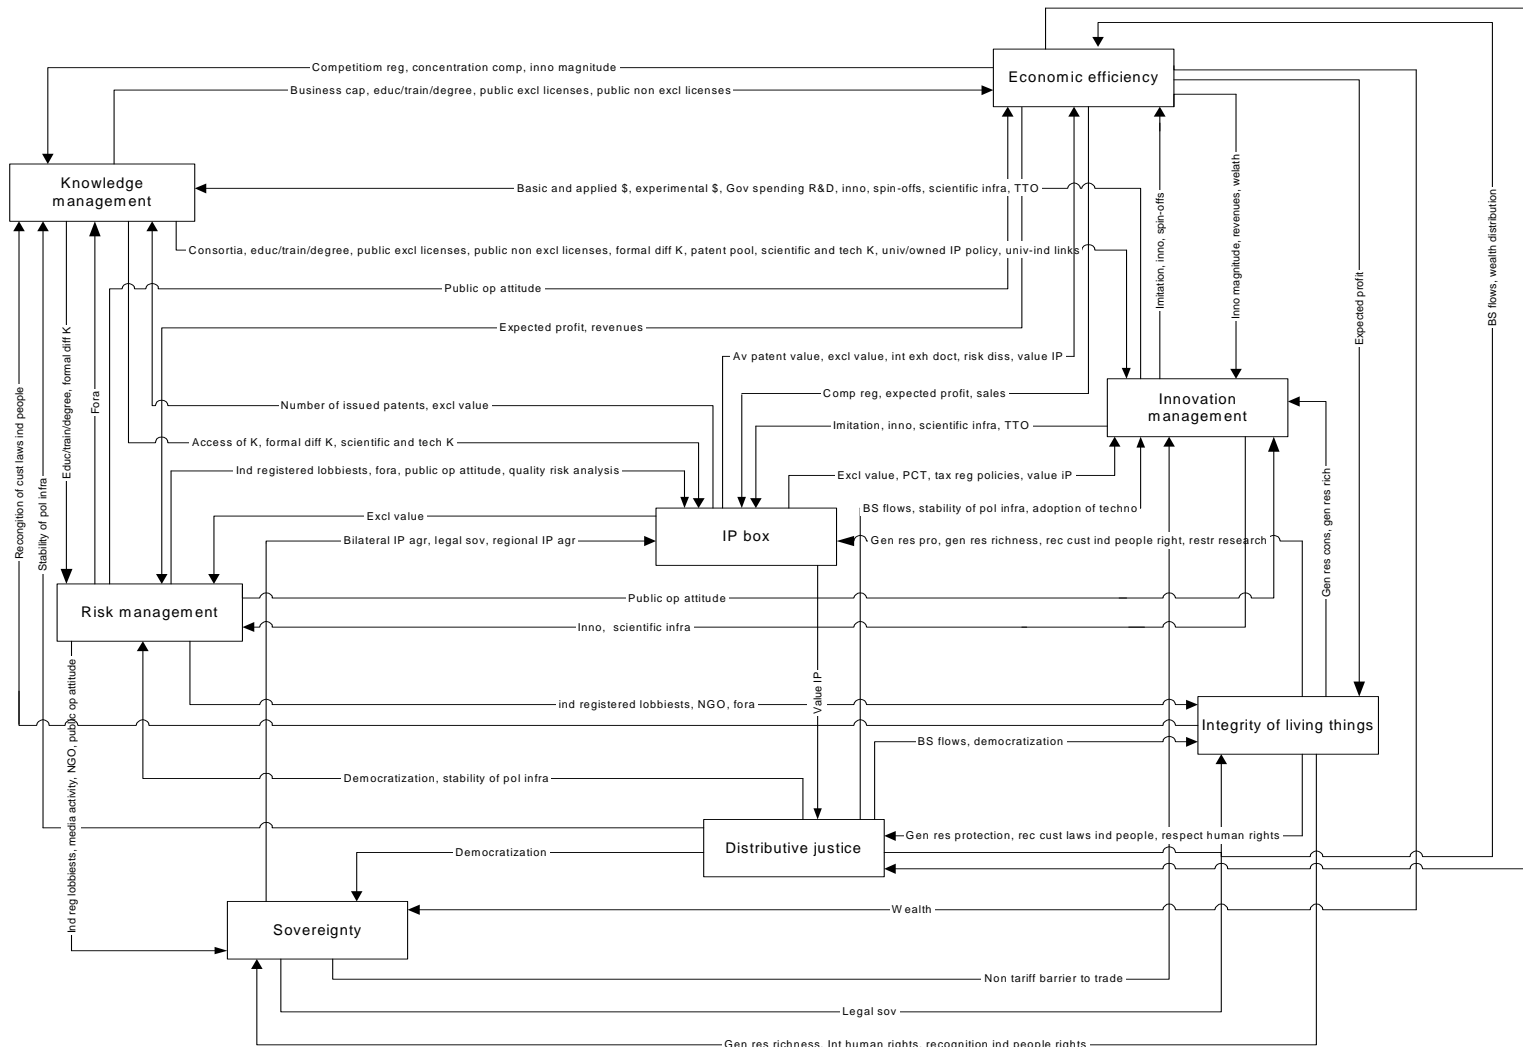 Economic efficiency
Competitiom reg, concentration comp, inno magnitude
Business cap, educ/train/degree, public excl licenses, public non excl licenses
Knowledge
management
Basic and applied $, experimental $, Gov spending R&D, inno, spin-offs, scientific infra, TTO
Imitation, inno, spin-offs
Inno magnitude, revenues, welath
BS flows, wealth distribution
Expected profit
Consortia, educ/train/degree, public excl licenses, public non excl licenses, formal diff K, patent pool, scientific and tech K, univ/owned IP policy, univ-ind links
Public op attitude
Expected profit, revenues
Av patent value, excl value, int exh doct, risk diss, value IP
Comp reg, expected profit, sales
Innovation
management
Number of issued patents, excl value
Imitation, inno, scientific infra, TTO
Access of K, formal diff K, scientific and tech K
Ind registered lobbiests, fora, public op attitude, quality risk analysis
Excl value, PCT, tax reg policies, value iP
Recongition of cust laws ind people
Stability of pol infra
Educ/train/degree, formal diff K
Fora
BS flows, stability of pol infra, adoption of techno
Excl value
IP box
Bilateral IP agr, legal sov, regional IP agr
Gen res pro, gen res richness, rec cust ind people right, restr research
Gen res cons, gen res rich
Risk management
Public op attitude
Inno, scientific infra
Value IP
ind registered lobbiests, NGO, fora
Integrity of living things
BS flows, democratization
Ind reg lobbiests, media activity, NGO, public op attitude
Democratization, stability of pol infra
Gen res protection, rec cust laws ind people, respect human rights
Distributive justice
Democratization
Wealth
Sovereignty
Non tariff barrier to trade
Legal sov
Gen res richness, Int human rights, recognition ind people rights